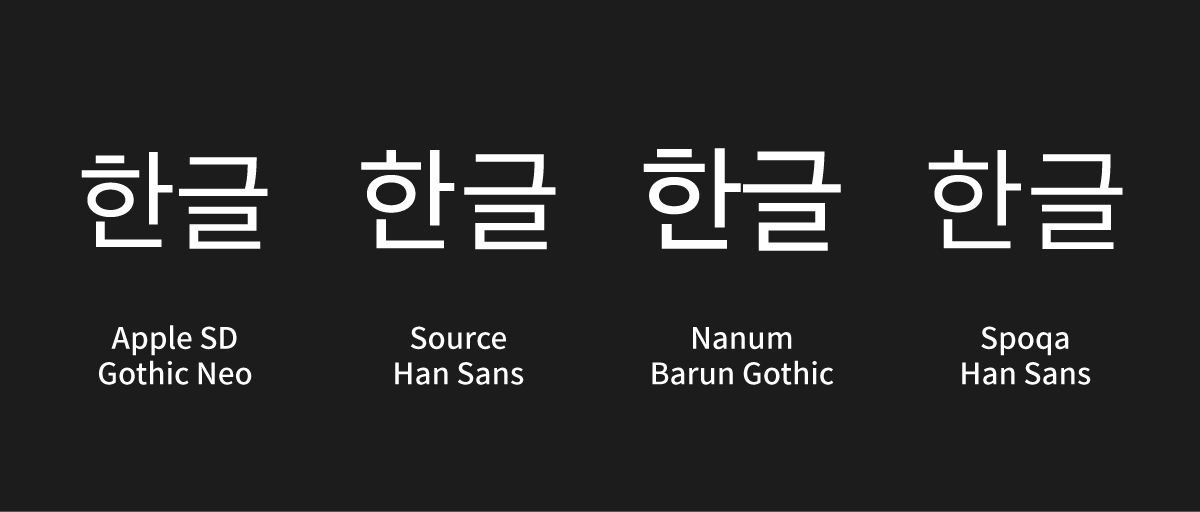 한글 한글 한글 한글
Apple SD
Gothic Neo
Source
Han Sans
Nanum
Barun Gothic
Spoqa
Han Sans